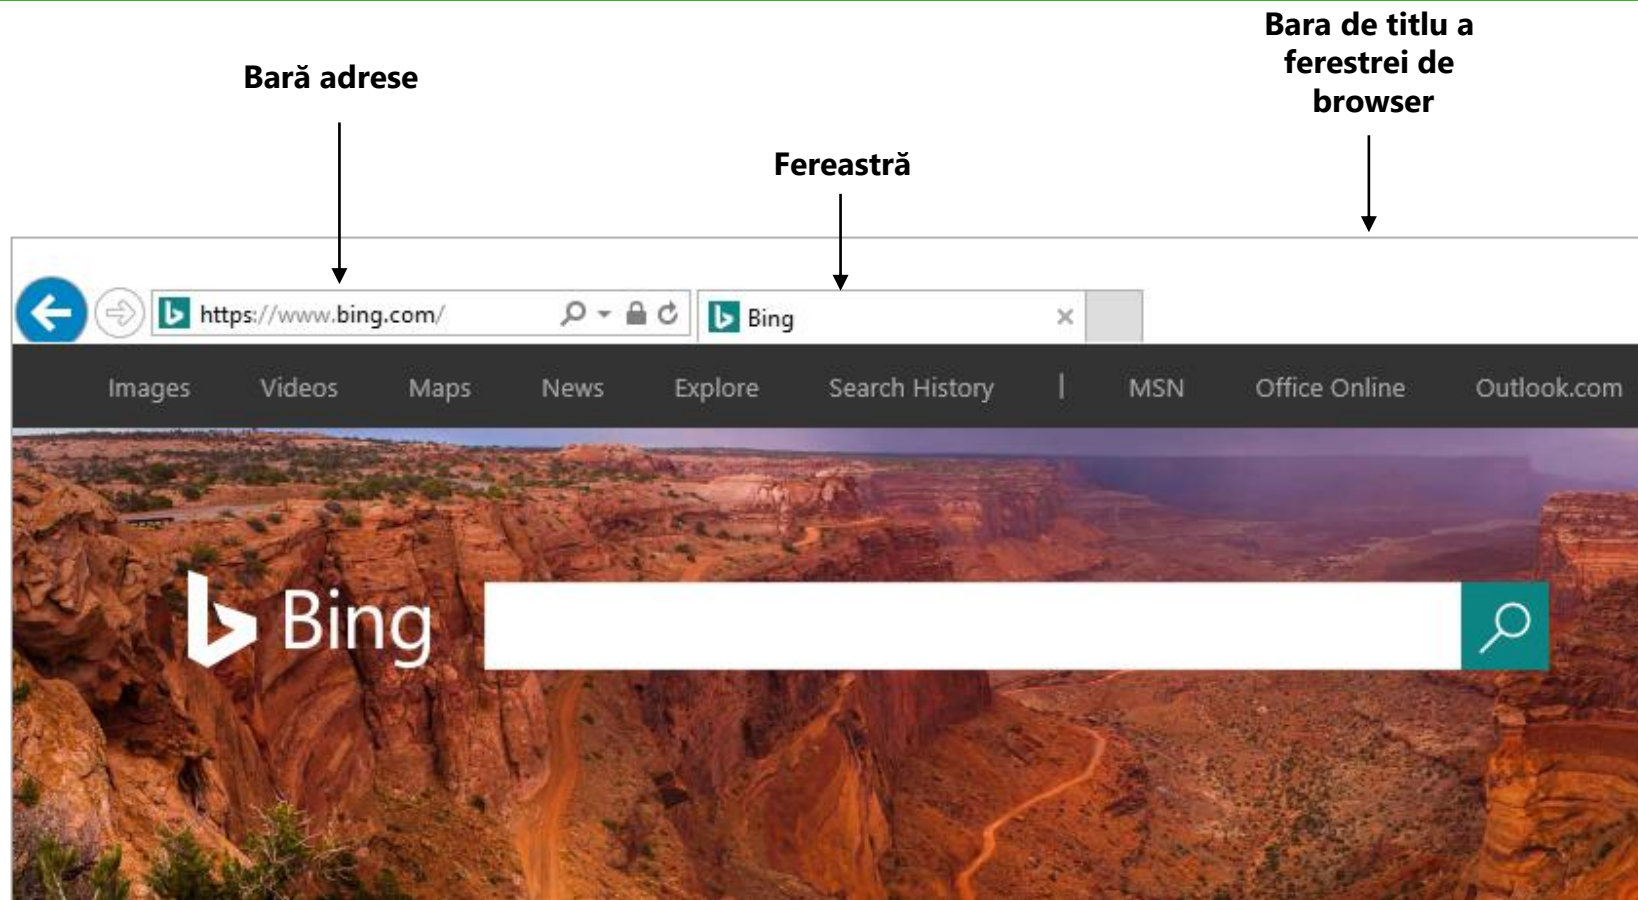 Bara de titlu a
ferestrei de
browser
Bară adrese
Fereastră
https://www.bing.com/
Bing
Images Videos Maps News Explore Search History | MSN Office Online Outlook.com
Bing